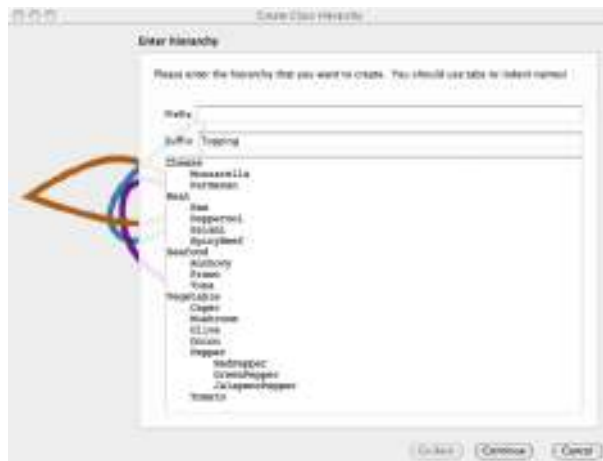 Create Class Hierarchy
Enter hierarchy
Please enter the hierarchy that you want to create. You should use tabs to indent names!
Prefix
Suffix Topping
Cheese
Mozzarella
Parmesan
Meat
Ham
Pepperoni
Salami
SpicyBeef
Seafood
Anchovy
Prawn
Tuna
Vegetable
Caper
Mushroom
Olive
Onion
Pepper
RedPepper
GreenPepper
JalapenoPepper
Tomato
Go Back Continue Cancel